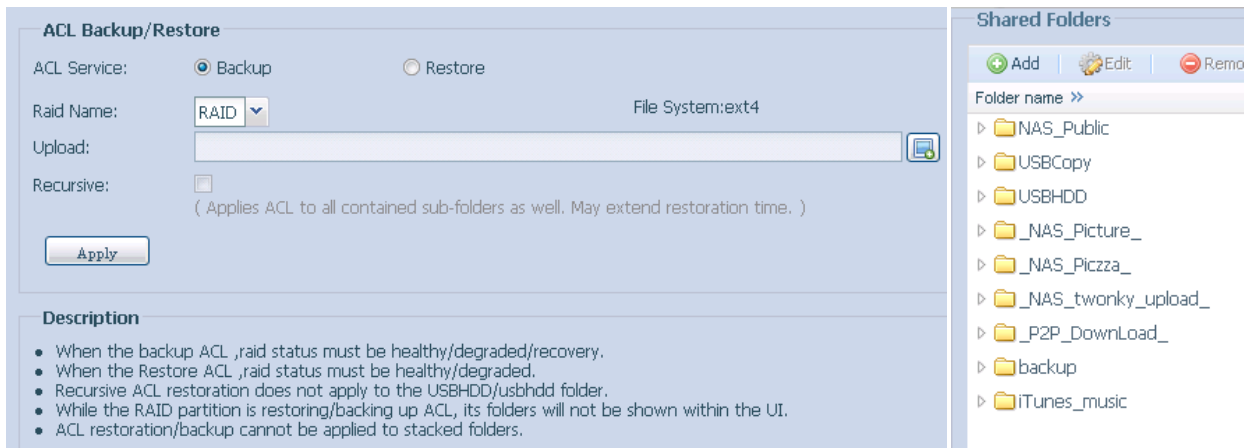 ACL Backup/Restore
ACL Service: Backup Restore
Raid Name: RAID File System:ext4
Upload:
Recursive:
( Applies ACL to all contained sub-folders as well. May extend restoration time. )
Apply
Description
• When the backup ACL ,raid status must be healthy/degraded/recovery.
• When the Restore ACL ,raid status must be healthy/degraded.
• Recursive ACL restoration does not apply to the USBHDD/usbhdd folder.
• While the RAID partition is restoring/backing up ACL, its folders will not be shown within the UI.
• ACL restoration/backup cannot be applied to stacked folders.
Shared Folders
Add Edit Remo
Folder name
NAS_Public
USBCopy
USBHDD
_NAS_Picture_
_NAS_Piczza_
_NAS_twonky_upload_
_P2P_DownLoad_
backup
iTunes_music